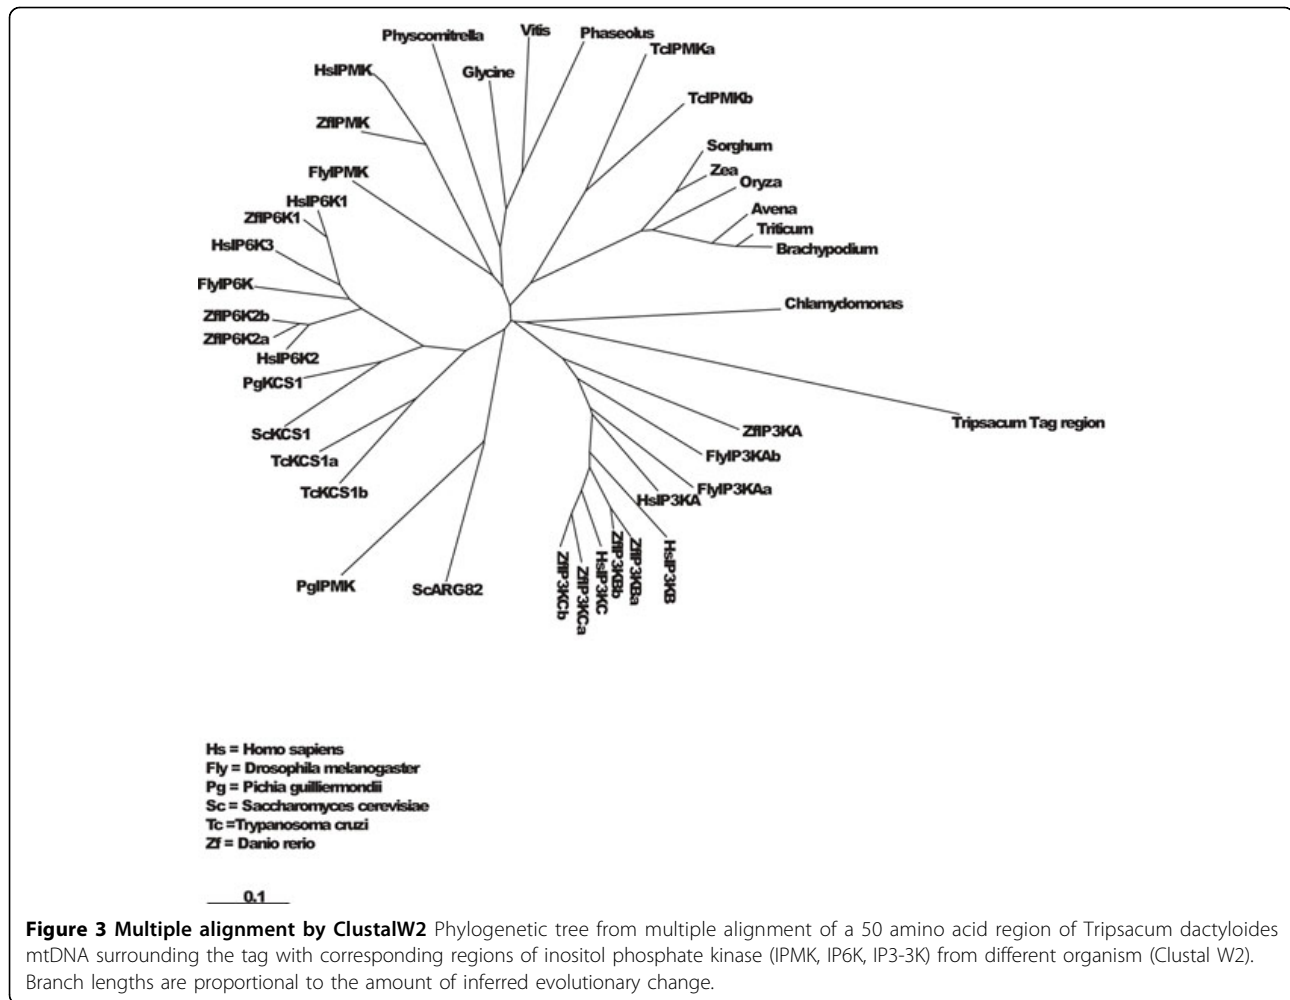 Physcomitrella
Vitis
Phaseolus
TcIPMKa
HsIPMK
Glycine
TcIPMKb
ZfIPMK
Sorghum
Zea
FlyIPMK
Oryza
HsIP6K1
Avena
ZfIP6K1
Triticum
HsIP6K3
Brachypodium
FlyIP6K
Chlamydomonas
ZfIP6K2b
ZfIP6K2a
HsIP6K2
PgKCS1
Tripsacum Tag region
ScKCS1
ZfIP3KA
FlyIP3KAb
TcKCS1a
FlyIP3KAa
TcKCS1b
HsIP3KA
PgIPMK
ScARG82
ZfIP3KCb
ZfIP3KCa
HsIP3KC
ZfIP3KBb
ZfIP3KBa
HsIP3KB
Hs = Homo sapiens
Fly = Drosophila melanogaster
Pg = Pichia guilliermondii
Sc = Saccharomyces cerevisiae
Tc =Trypanosoma cruzi
Zf = Danio rerio
0.1
Figure 3 Multiple alignment by ClustalW2 Phylogenetic tree from multiple alignment of a 50 amino acid region of Tripsacum dactyloides
mtDNA surrounding the tag with corresponding regions of inositol phosphate kinase (IPMK, IP6K, IP3-3K) from different organism (Clustal W2).
Branch lengths are proportional to the amount of inferred evolutionary change.